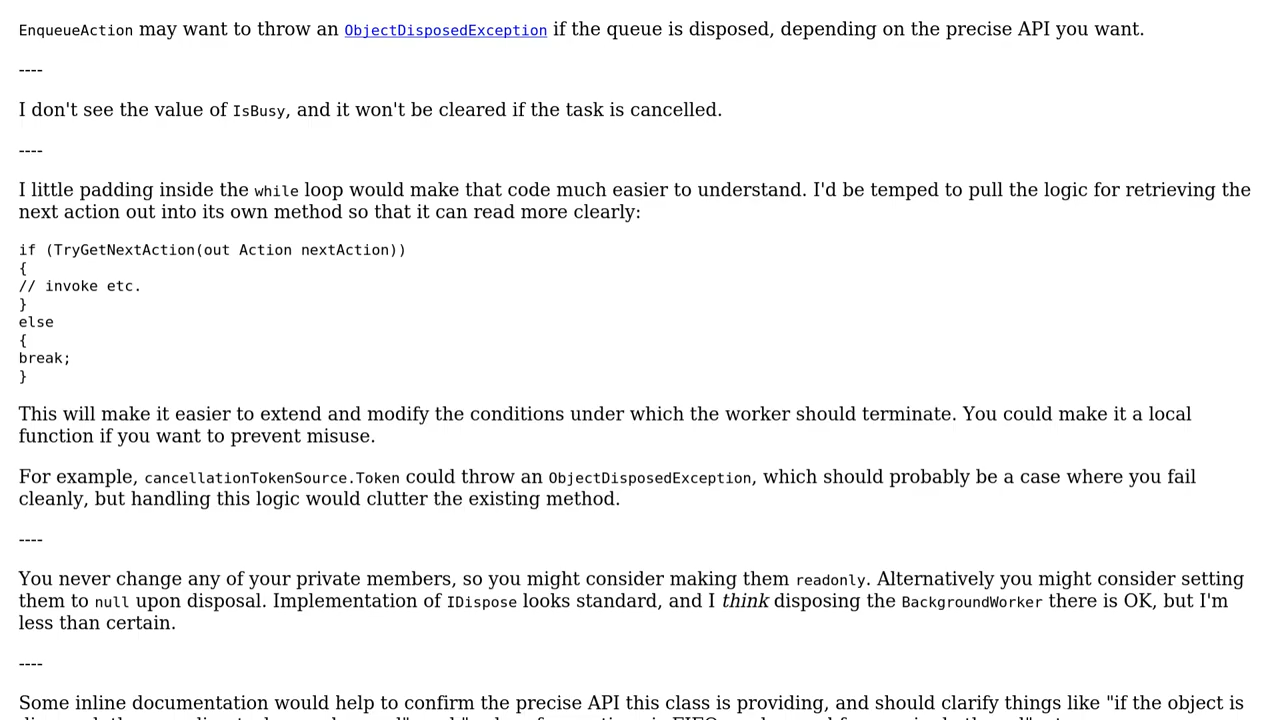 EnqueueAction may want to throw an ObjectDisposedException if the queue is disposed, depending on the precise API you want.
----
I don't see the value of IsBusy, and it won't be cleared if the task is cancelled.
----
I little padding inside the while loop would make that code much easier to understand. I'd be temped to pull the logic for retrieving the
next action out into its own method so that it can read more clearly:
if (TryGetNextAction(out Action nextAction))
{
// invoke etc.
}
else
{
break;
}
This will make it easier to extend and modify the conditions under which the worker should terminate. You could make it a local
function if you want to prevent misuse.
For example, cancellationTokenSource.Token could throw an ObjectDisposedException, which should probably be a case where you fail
cleanly, but handling this logic would clutter the existing method.
----
You never change any of your private members, so you might consider making them readonly. Alternatively you might consider setting
them to null upon disposal. Implementation of IDispose looks standard, and I think disposing the BackgroundWorker there is OK, but I'm
less than certain.
----
Some inline documentation would help to confirm the precise API this class is providing, and should clarify things like "if the object is